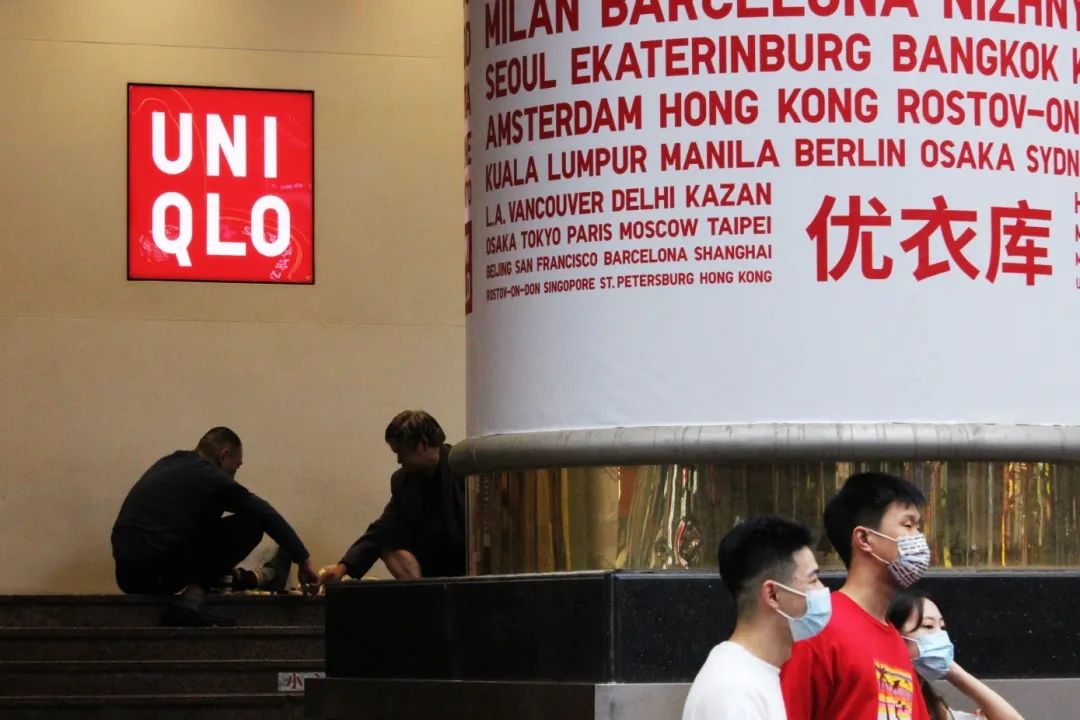 UNI
QLO
MILAN BARCELONA NIZHNY
SEOUL EKATERINBURG BANGKOK K
AMSTERDAM HONG KONG ROSTOV-ON
KUALA LUMPUR MANILA BERLIN OSAKA SYDN
L.A. VANCOUVER DELHI KAZAN
OSAKA TOKYO PARIS MOSCOW TAIPEI
BEIJING SAN FRANCISCO BARCELONA SHANGHAI
ROSTOV-ON-DON SINGOPORE ST. PETERSBURG HONG KONG
优衣库
小